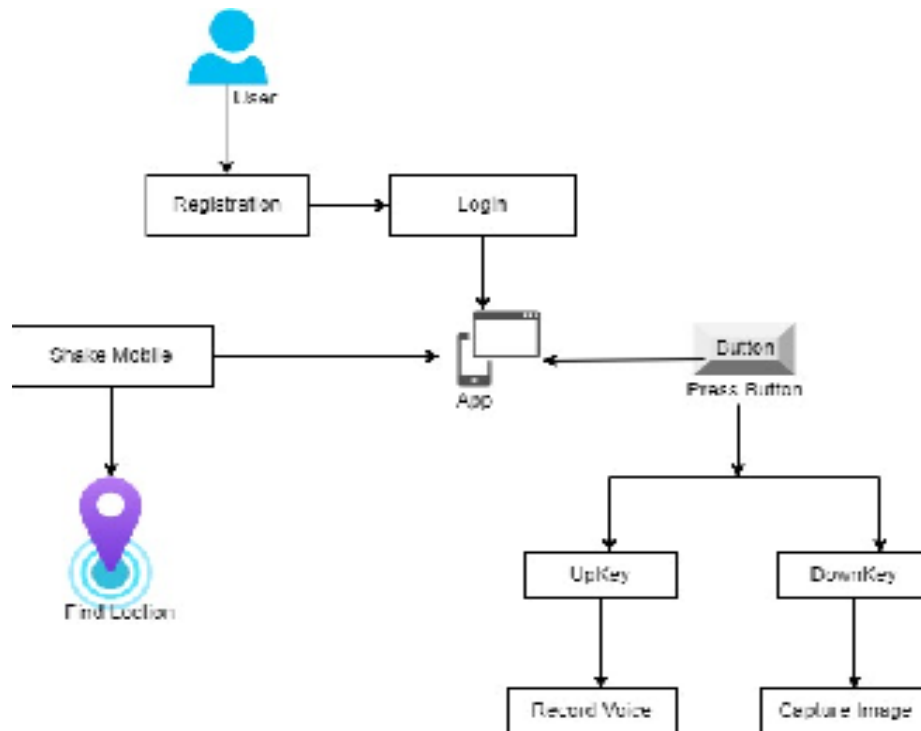 User
Registration
Login
Shake Mobile
App
Button
Press Button
Find Loction
UpKey
DownKey
Record Voice
Capture Image